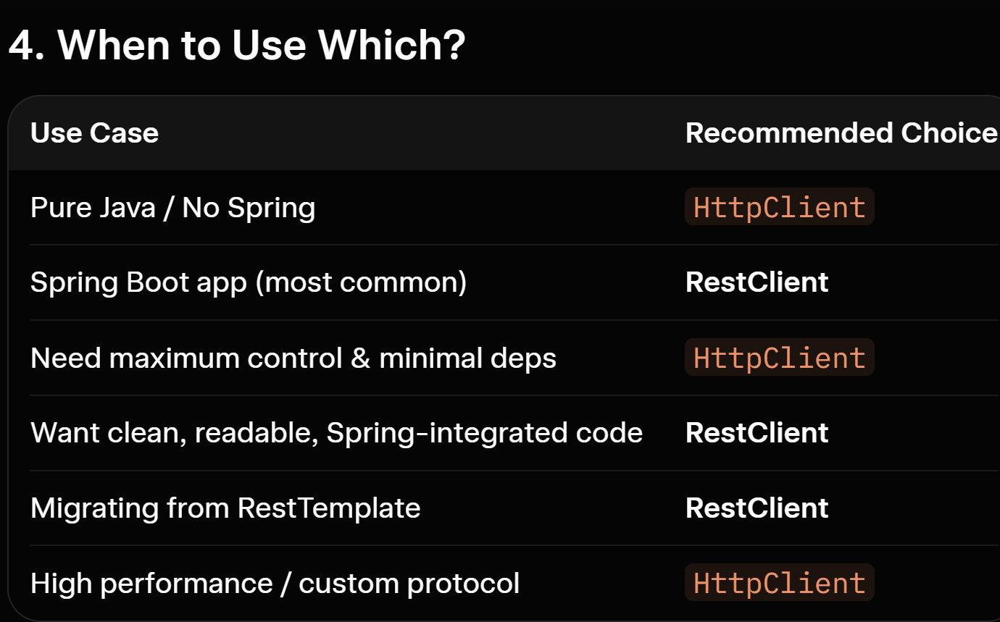 4. When to Use Which?
Use Case Recommended Choice
Pure Java / No Spring HttpClient
Spring Boot app (most common) RestClient
Need maximum control & minimal deps HttpClient
Want clean, readable, Spring-integrated code RestClient
Migrating from RestTemplate RestClient
High performance / custom protocol HttpClient